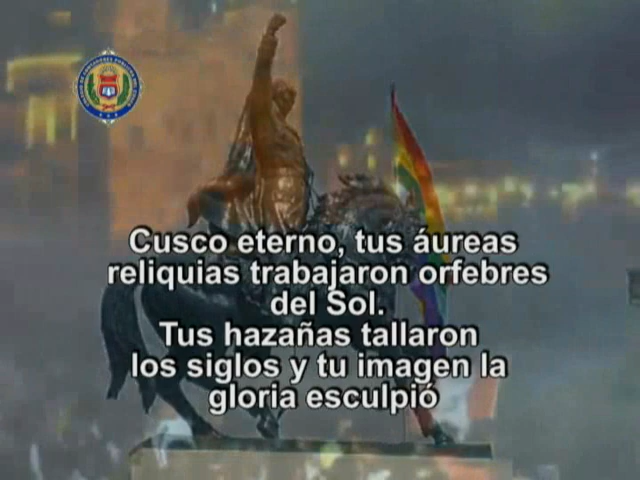 Cusco eterno, tus áureas
reliquias trabajaron orfebres
del Sol.
Tus hazañas tallaron
los siglos y tu imagen la
gloria esculpió